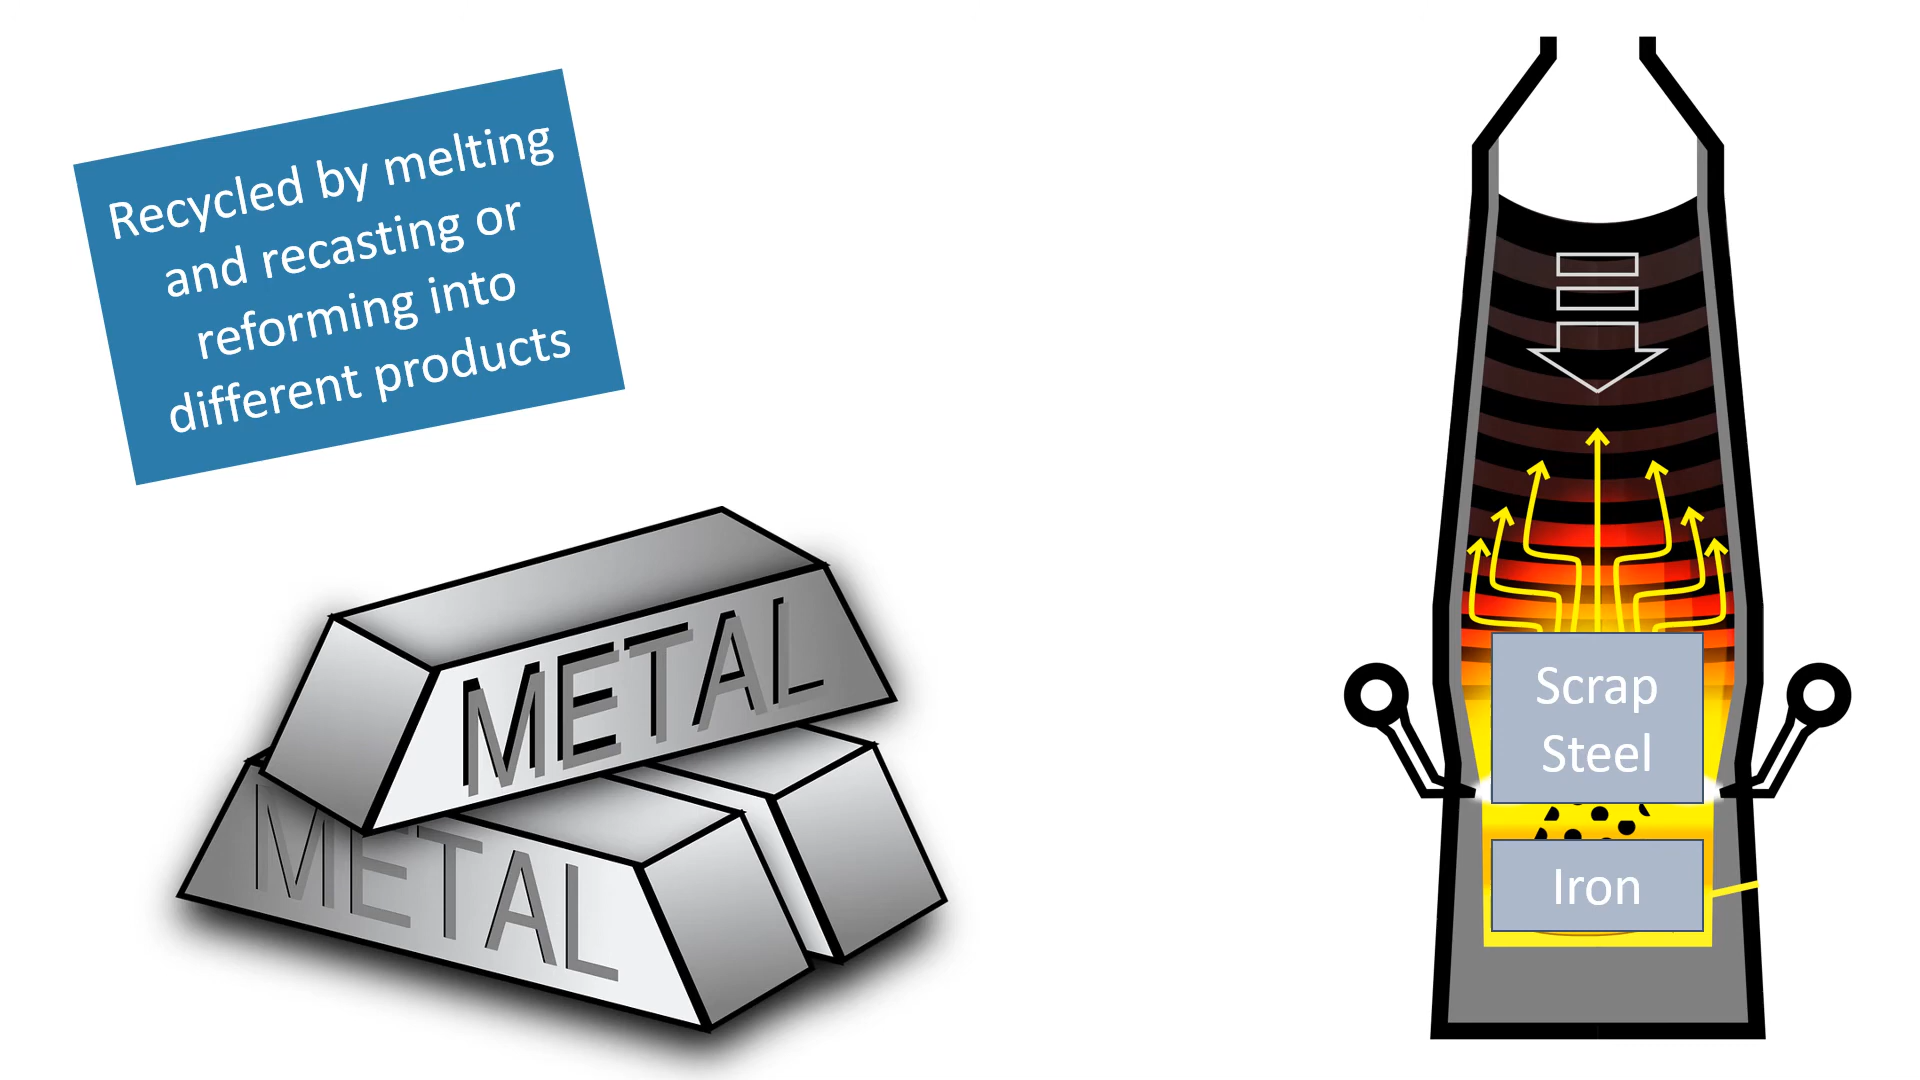 Recycled by melting
and recasting or
reforming into
different products
METAL
METAL
Scrap
Steel
Iron